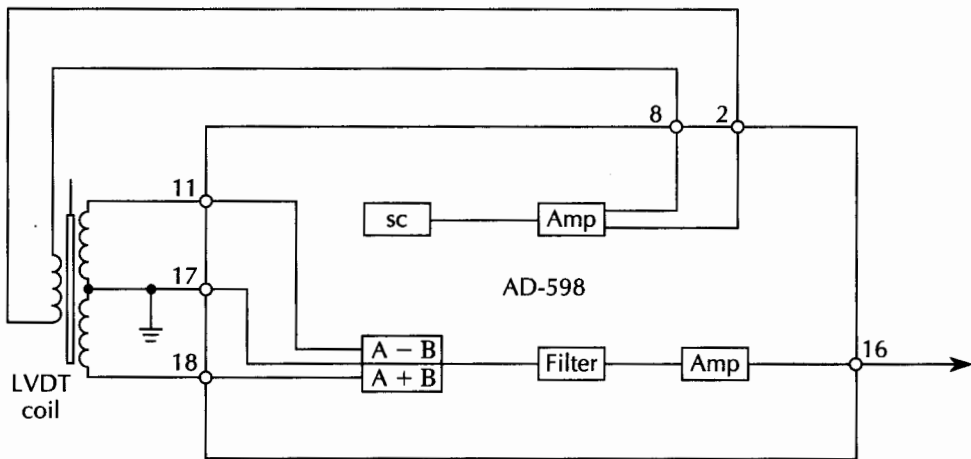 8
2
11
sc
Amp
17
AD-598
A − B
A + B
18
Filter
Amp
16
LVDT
coil